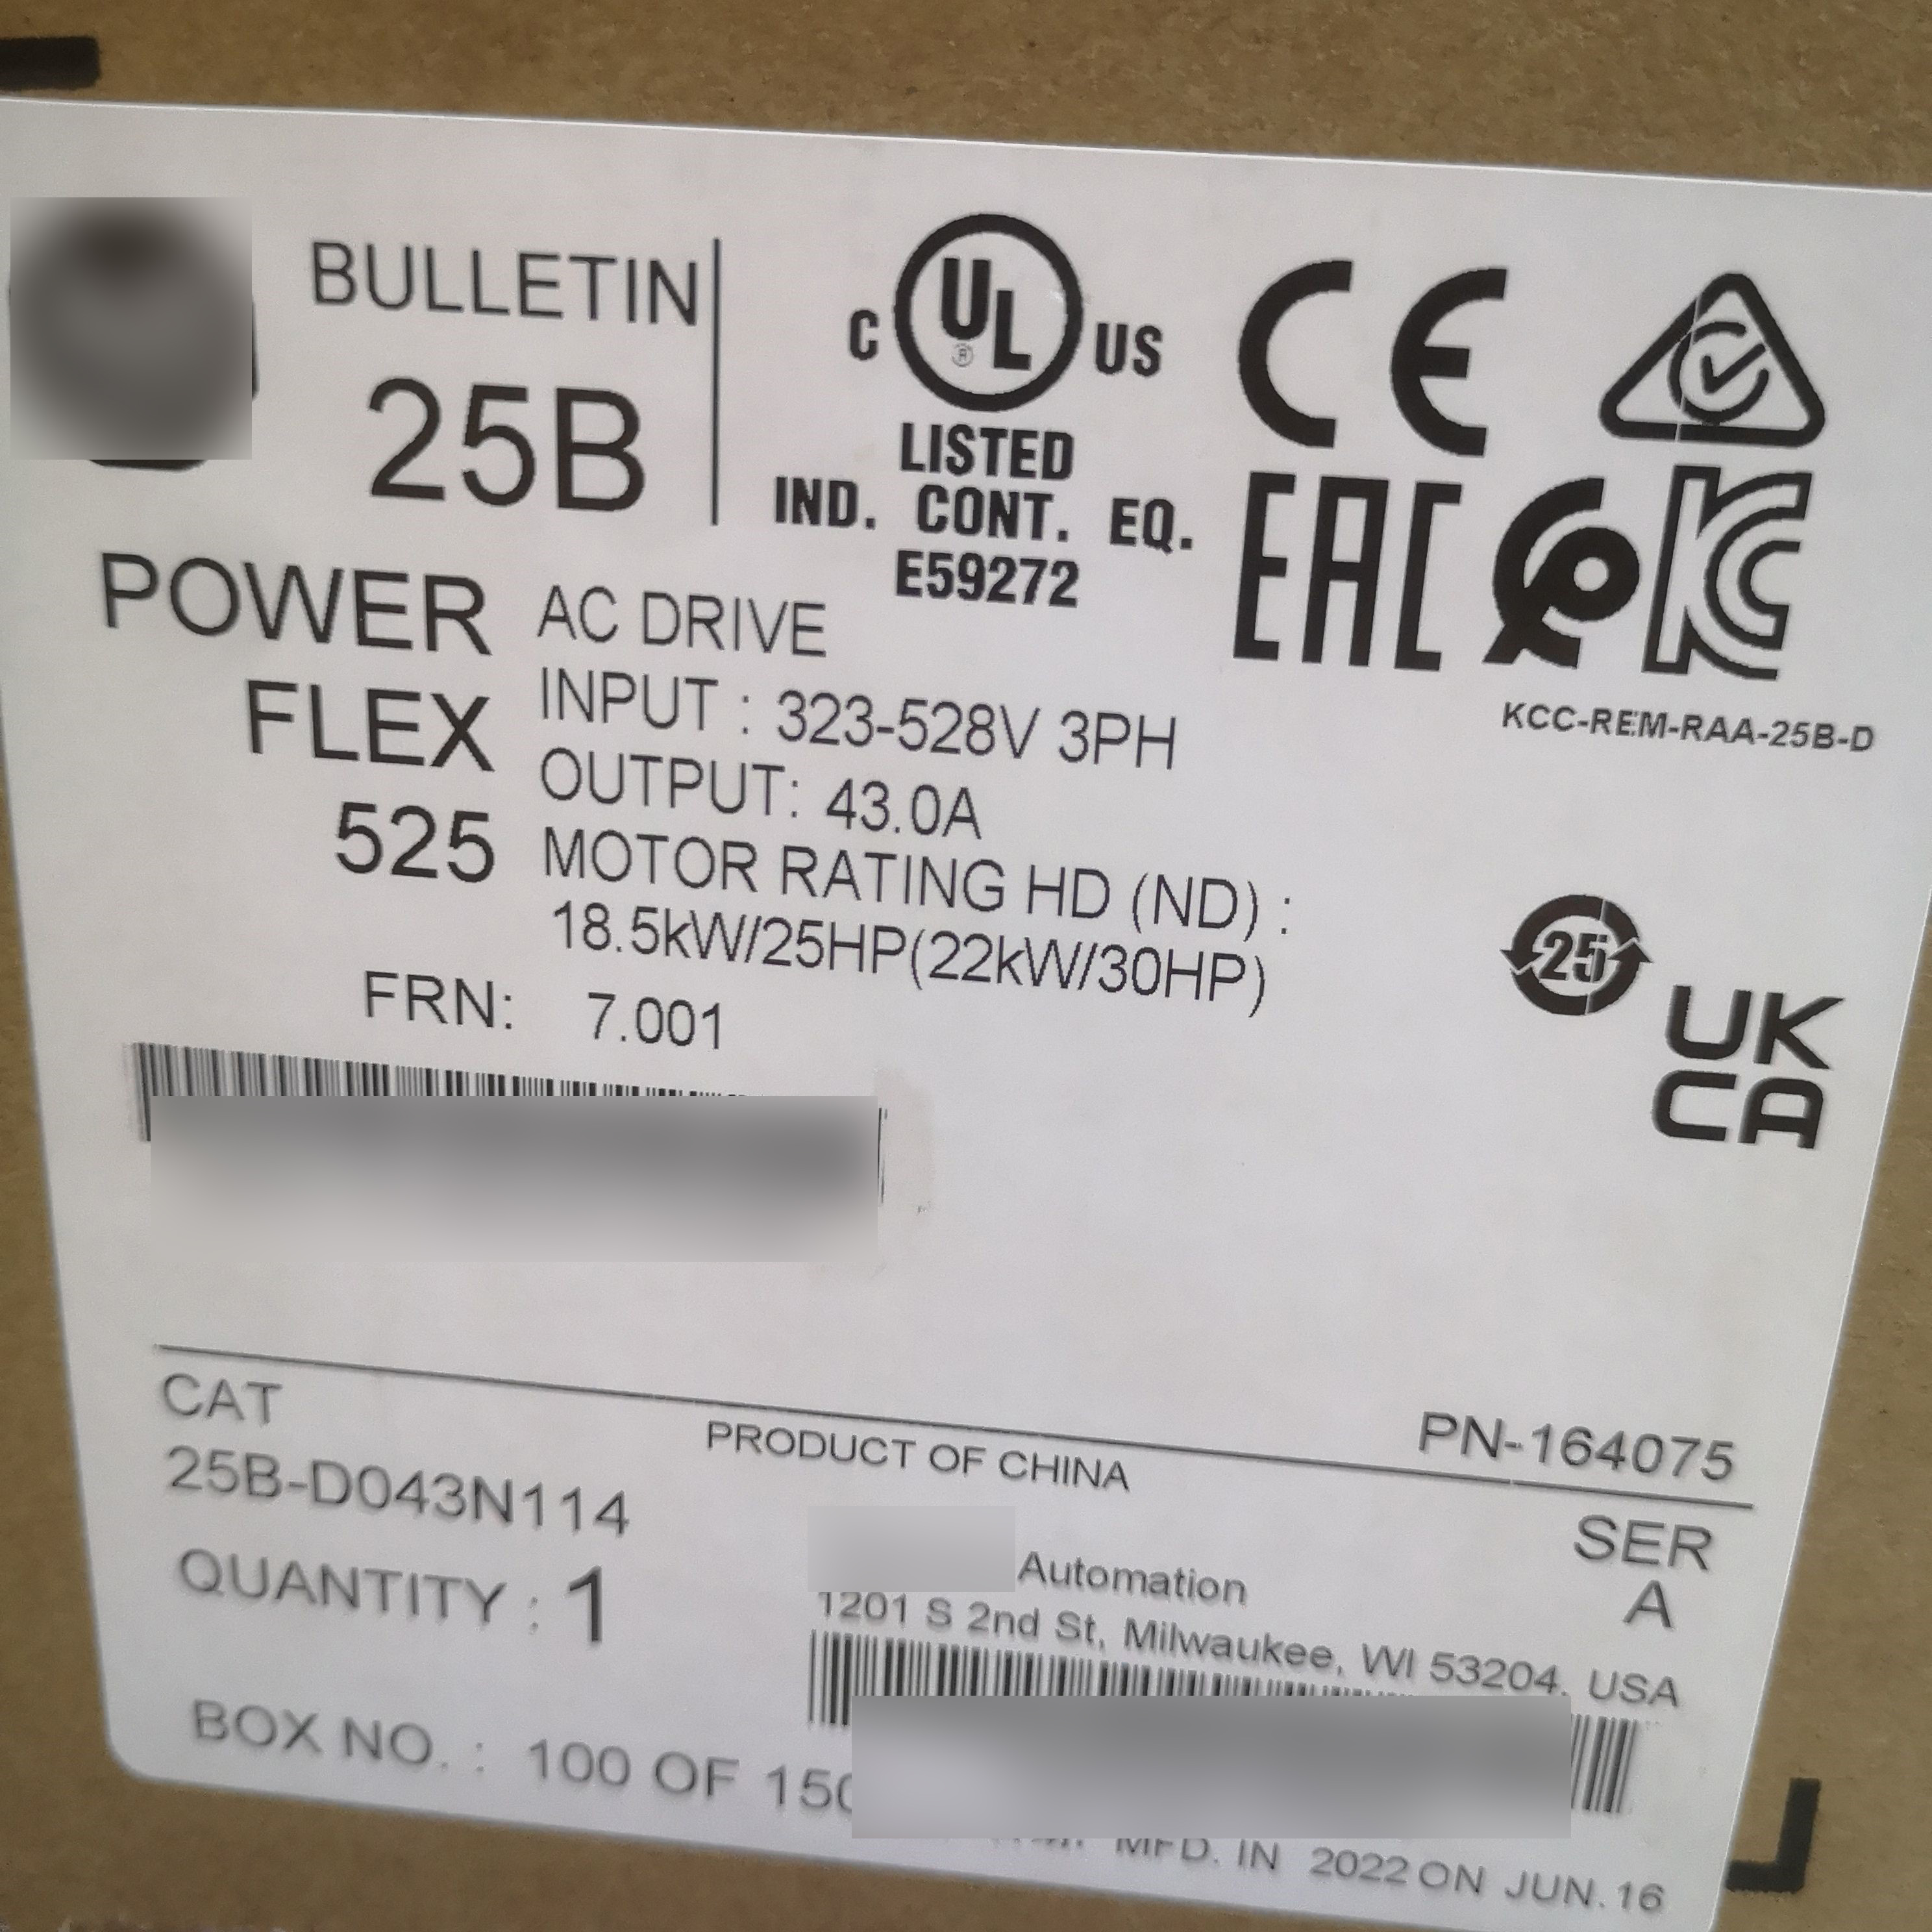 BULLETIN
25B
C UL US
®
LISTED
IND. CONT. EQ.
E59272
CE
EAC
KC
KCC-REM-RAA-25B-D
POWER
FLEX
525
AC DRIVE
INPUT : 323-528V 3PH
OUTPUT: 43.0A
MOTOR RATING HD (ND) :
18.5kW/25HP(22kW/30HP)
FRN: 7.001
25
UK
CA
CAT
25B-D043N114
QUANTITY : 1
PRODUCT OF CHINA
PN-164075
SER
A
Automation
1201 S 2nd St, Milwaukee, WI 53204, USA
BOX NO. : 100 OF 150
MFD. IN 2022 ON JUN. 16